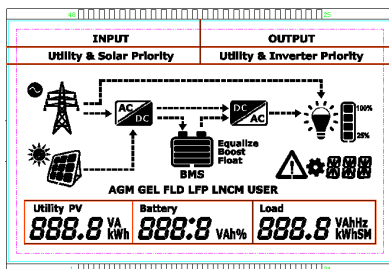 48 25
INPUT OUTPUT
Utility & Solar Priority Utility & Inverter Priority
AC DC DC AC 100%
25%
Equalize
Boost
Float
BMS
AGM GEL FLD LFP LNCM USER
Utility PV Battery Load
888.8 VA kWh 888:8 VAh% 888.8 VAhHz kWhSM